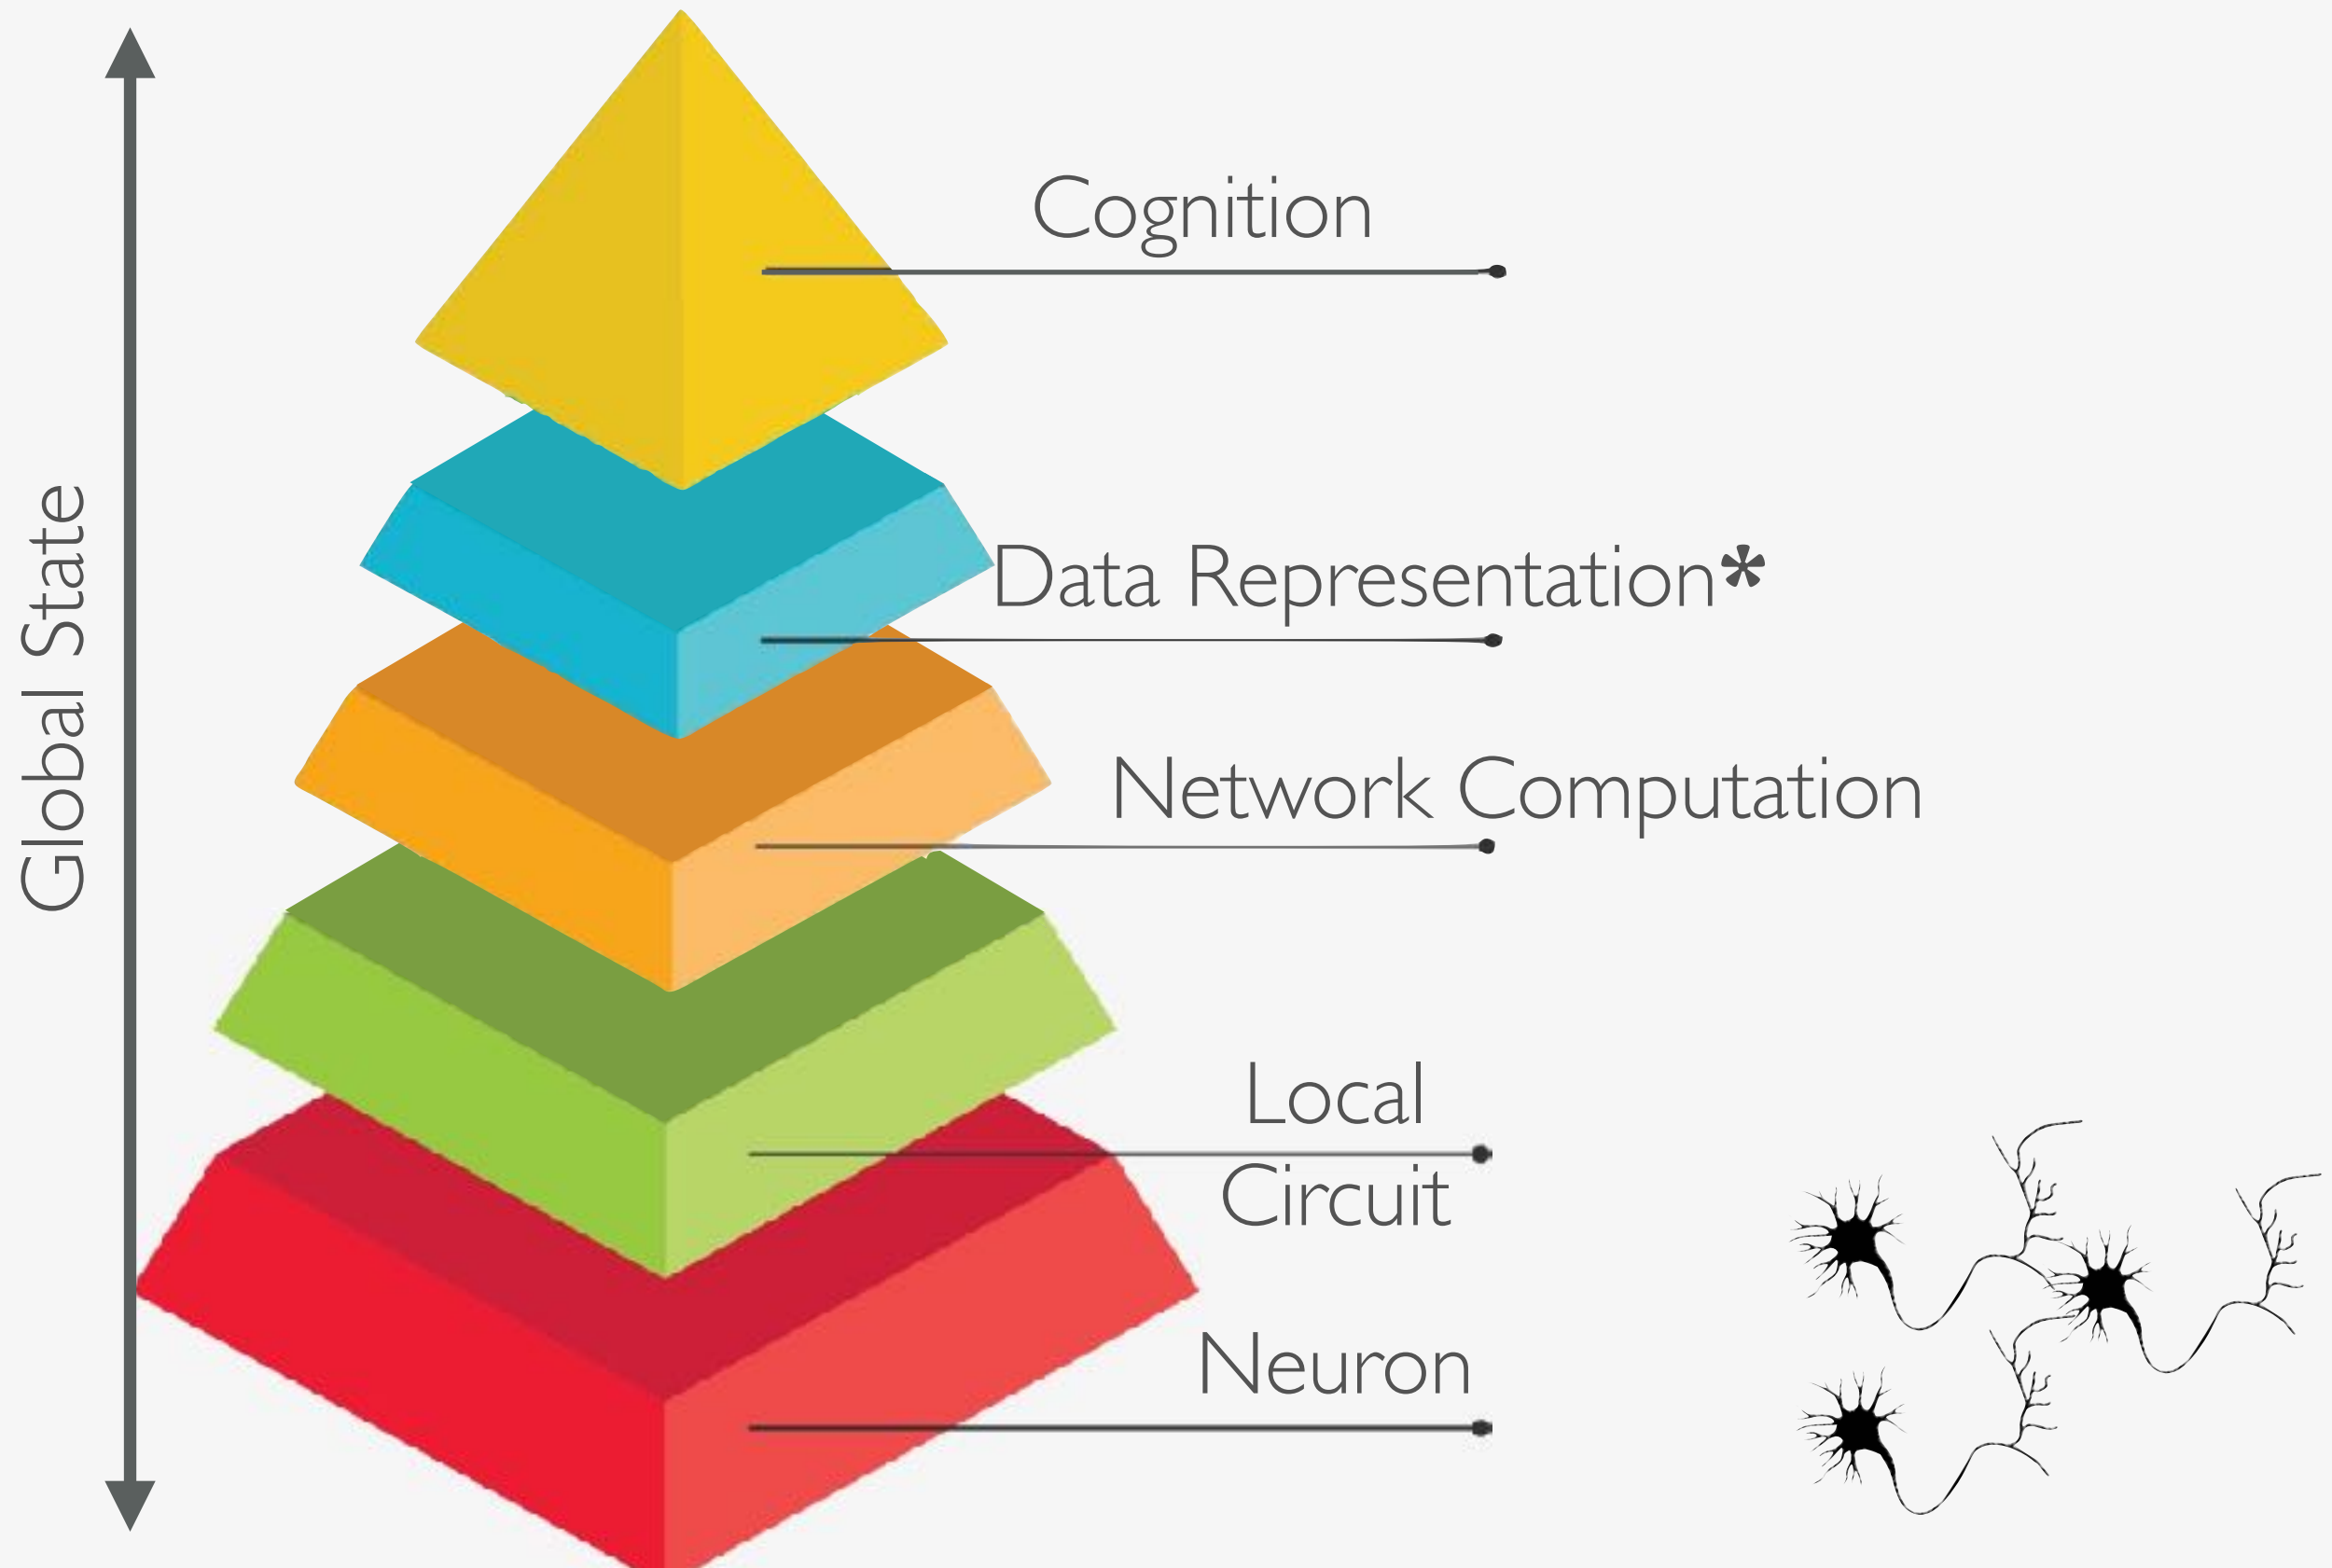 Global State
Cognition
Data Representation*
Network Computation
Local
Circuit
Neuron